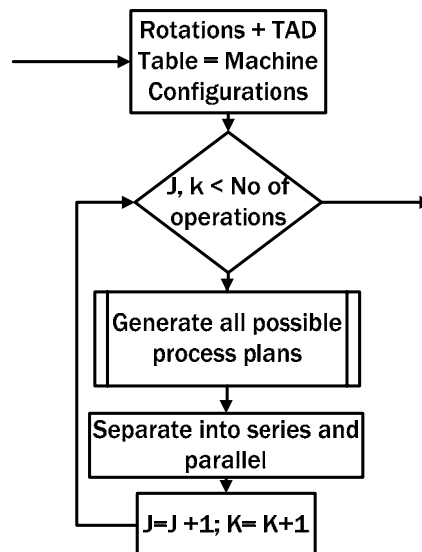 Rotations + TAD
Table = Machine
Configurations
J, k < No of
operations
Generate all possible
process plans
Separate into series and
parallel
J=J +1; K= K+1